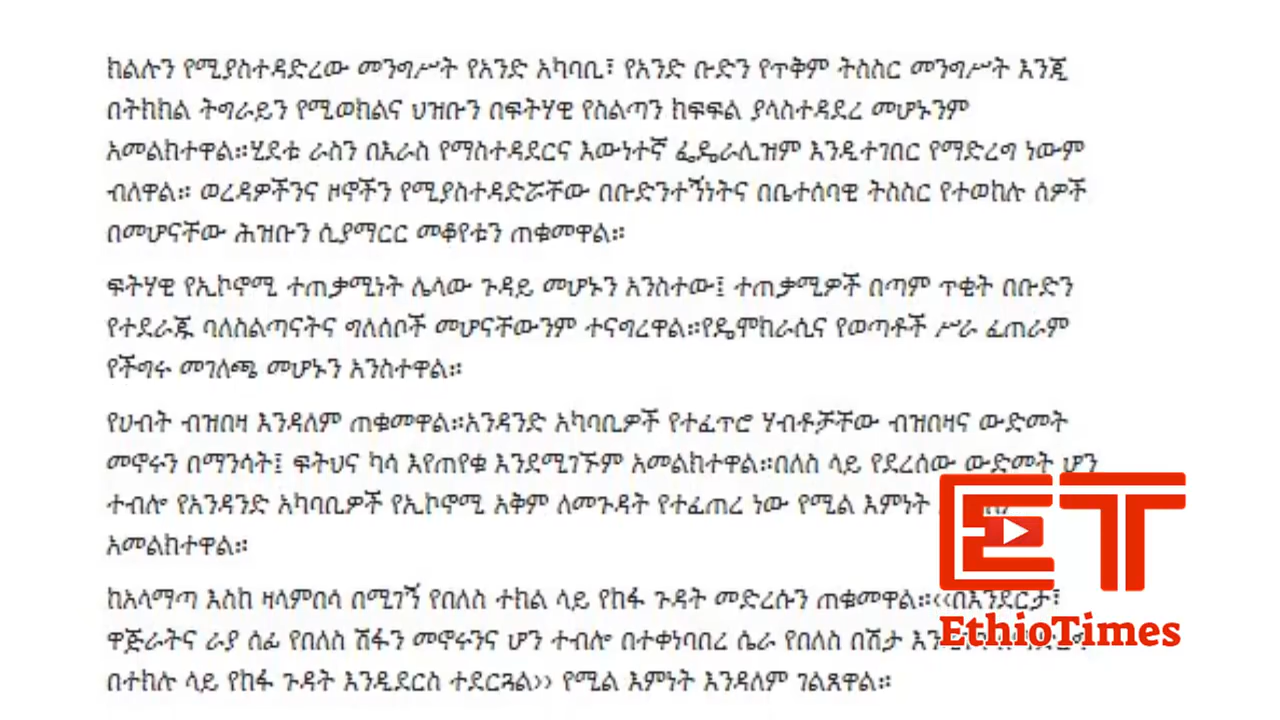 ክልሉን የሚያስተዳድረው መንግሥት የአንድ አካባቢ፣ የአንድ ቡድን የጥቅም ትስስር መንግሥት እንጂ
በትክክል ትግራይን የሚወክልና ህዝቡን በፍትሃዊ የስልጣን ክፍፍል ያሳስተዳደረ መሆኑንም
አመልክተዋል።ሂደቱ ራስን በእራስ የማስተዳደርና እውነተኛ ፌዴራሊዝም እንዲተገበር የማድረግ ነውም
ብለዋል። ወረዳዎችንና ዞኖችን የሚያስተዳድሯቸው በቡድንተኝነትና በቤተሰባዊ ትስስር የተወከሉ ሰዎች
በመሆናቸው ሕዝቡን ሲያማርር መቆየቱን ጠቁመዋል።
ፍትሃዊ የኢኮኖሚ ተጠቃሚነት ሌላው ጉዳይ መሆኑን አንስተው፤ ተጠቃሚዎች በጣም ጥቂት በቡድን
የተደራጁ ባለስልጣናትና ግለሰቦች መሆናቸውንም ተናግረዋል።የዴሞክራሲና የወጣቶች ሥራ ፈጠራም
የችግሩ መገለጫ መሆኑን አንስተዋል።
የሀብት ብዝበዛ እንዳለም ጠቁመዋል።አንዳንድ አካባቢዎች የተፈጥሮ ሃብቶቻቸው ብዝበዛና ውድመት
መኖሩን በማንሳት፤ ፍትህና ካሳ እየጠየቁ እንደሚገኙም አመልክተዋል።በለስ ላይ የደረሰው ውድመት ሆን
ተብሎ የአንዳንድ አካባቢዎች የኢኮኖሚ አቅም ለመጉዳት የተፈጠረ ነው የሚል እምነት
አመልክተዋል።
ከአላማጣ እስከ ዛላምበሳ በሚገኝ የበለስ ተክል ላይ የከፋ ጉዳት መድረሱን ጠቁመዋል።‹‹በእንደርታ፣
ዋጅራትና ራያ ሰፊ የበለስ ሽፋን መኖሩንና ሆን ተብሎ በተቀነባበረ ሴራ የበለስ በሽታ
በተክሉ ላይ የከፋ ጉዳት እንዲደርስ ተደርጓል›› የሚል እምነት እንዳለም ገልጸዋል።
ET
EthioTimes